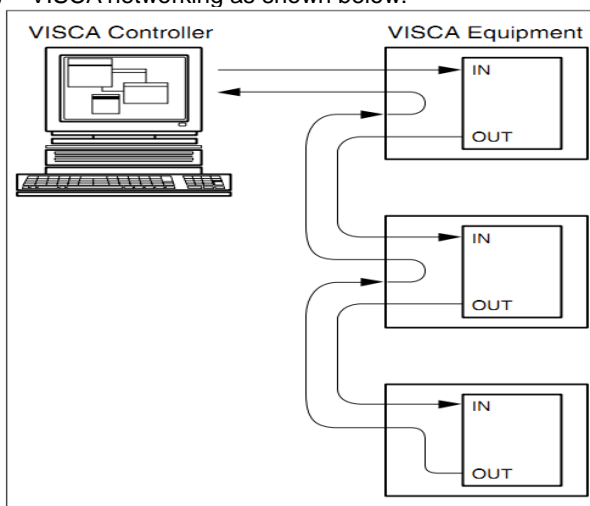 VISCA networking as shown below:
VISCA Controller
VISCA Equipment
IN
OUT
IN
OUT
IN
OUT